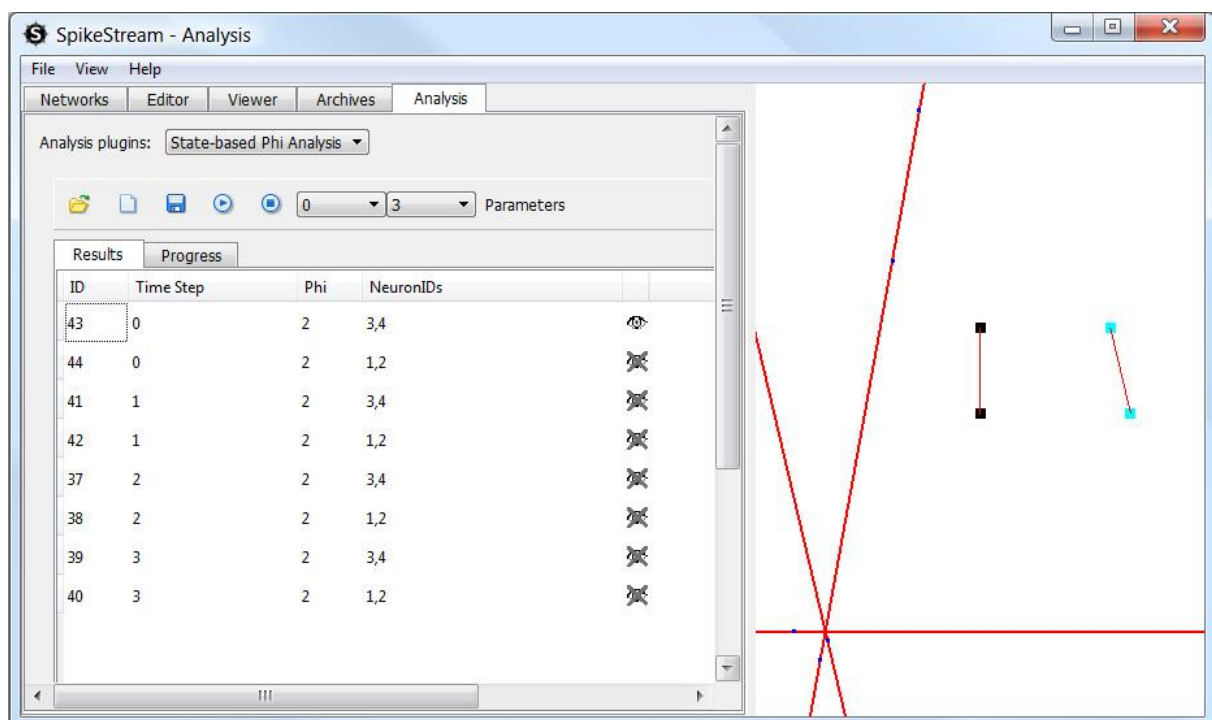 SpikeStream - Analysis
File View Help
Networks Editor Viewer Archives Analysis
Analysis plugins: State-based Phi Analysis
0 3 Parameters
Results Progress
ID Time Step Phi NeuronIDs
43 0 2 3,4
44 0 2 1,2
41 1 2 3,4
42 1 2 1,2
37 2 2 3,4
38 2 2 1,2
39 3 2 3,4
40 3 2 1,2